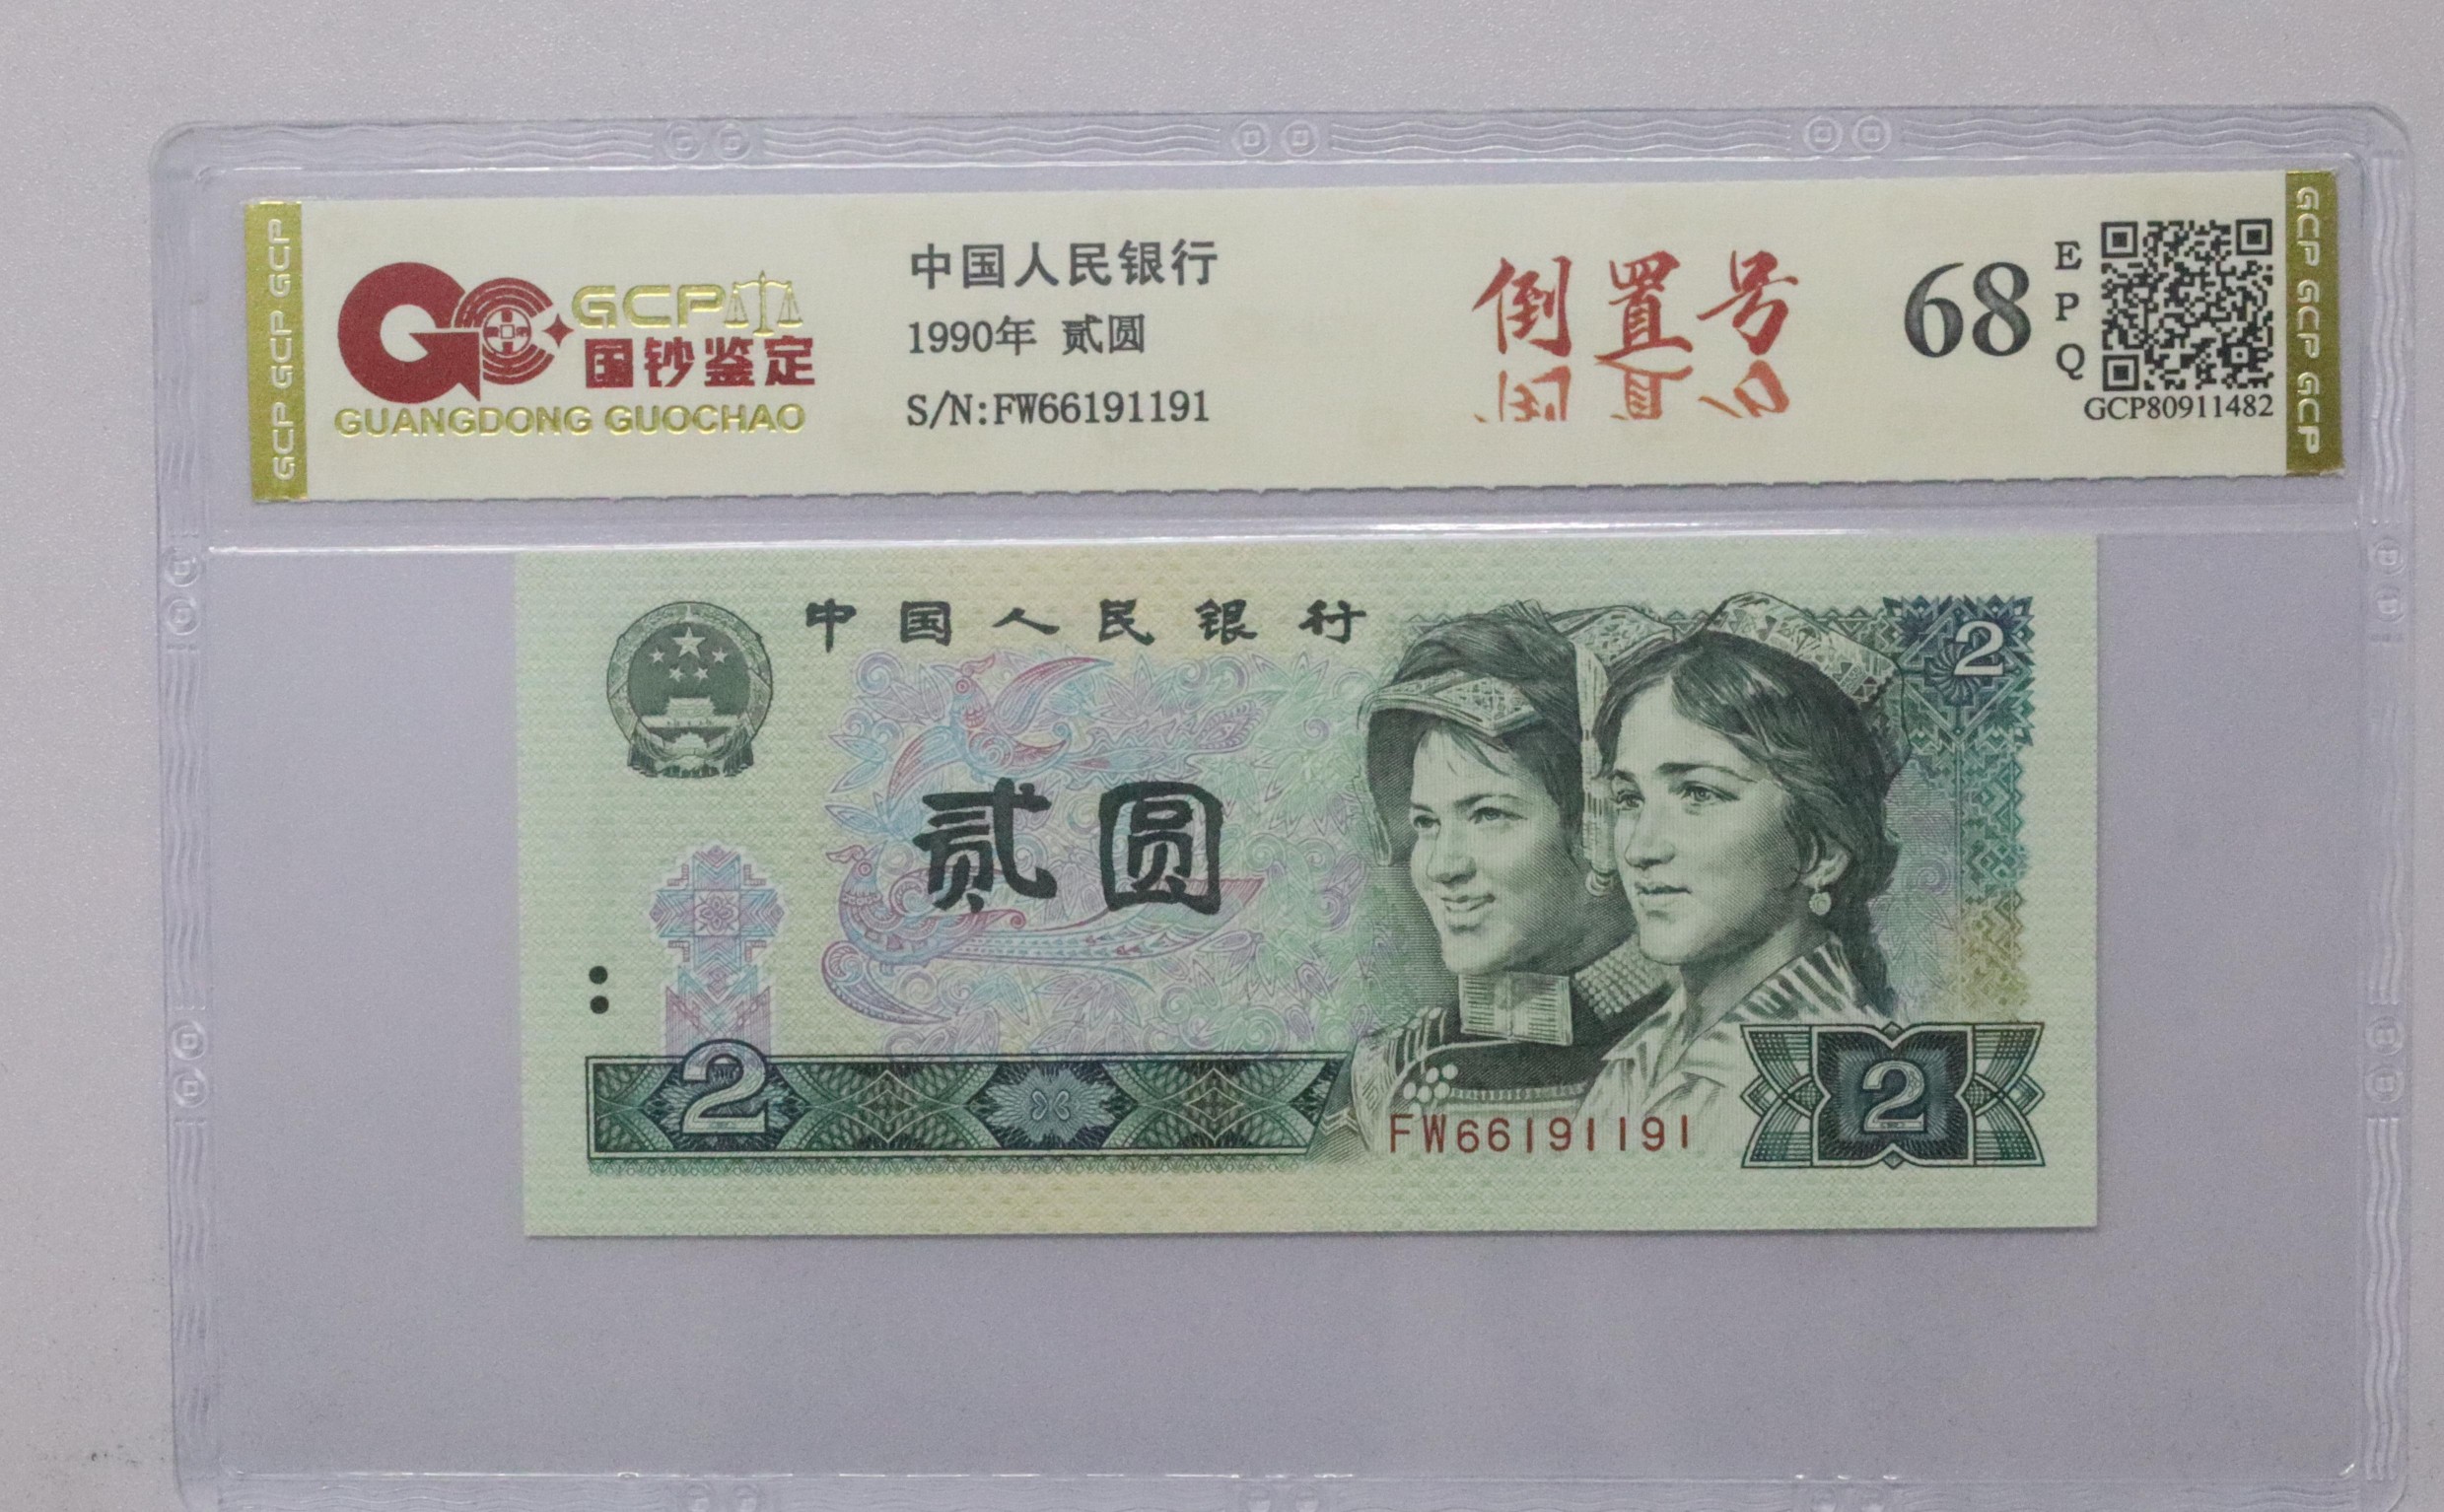 GCP GCP GCP
GCP
国钞鉴定
GUANGDONG GUOCHAO
中国人民银行
1990年 贰圆
S/N:FW66191191
倒置号
68
E
P
Q
GCP80911482
GCP GCP GCP
中国人民银行
2
贰圆
2
FW66191191
2